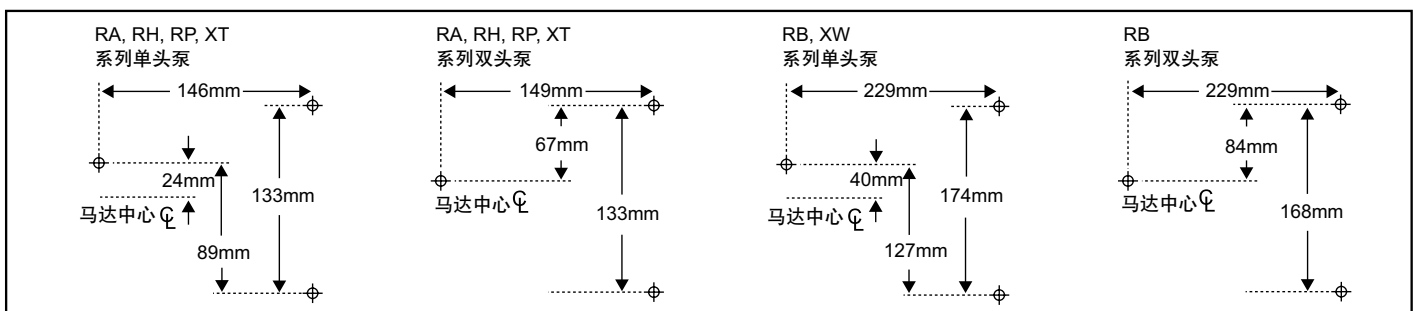 RA, RH, RP, XT
系列单头泵
146mm
24mm
133mm
马达中心 ℄
89mm
RA, RH, RP, XT
系列双头泵
149mm
67mm
马达中心 ℄
133mm
RB, XW
系列单头泵
229mm
40mm
174mm
马达中心 ℄
127mm
RB
系列双头泵
229mm
84mm
马达中心 ℄
168mm